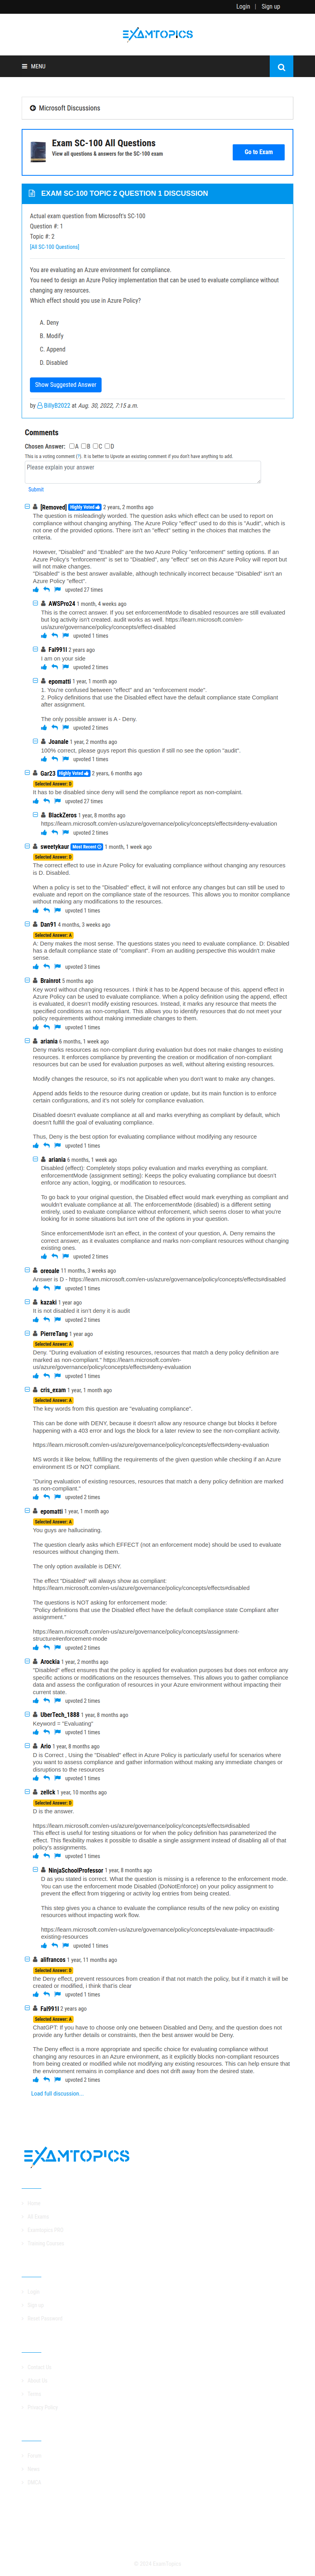 Login | Sign up
EXAMTOPICS
MENU
Microsoft Discussions
Exam SC-100 All Questions
View all questions & answers for the SC-100 exam
Go to Exam
EXAM SC-100 TOPIC 2 QUESTION 1 DISCUSSION
Actual exam question from Microsoft's SC-100
Question #: 1
Topic #: 2
[All SC-100 Questions]
You are evaluating an Azure environment for compliance.
You need to design an Azure Policy implementation that can be used to evaluate compliance without
changing any resources.
Which effect should you use in Azure Policy?
A. Deny
B. Modify
C. Append
D. Disabled
Show Suggested Answer
by BillyB2022 at Aug. 30, 2022, 7:15 a.m.
Comments
Chosen Answer: A B C D
This is a voting comment (?). It is better to Upvote an existing comment if you don't have anything to add.
Please explain your answer
Submit
[Removed] Highly Voted 2 years, 2 months ago
The question is misleadingly worded. The question asks which effect can be used to report on
compliance without changing anything. The Azure Policy "effect" used to do this is "Audit", which is
not one of the options provided. There isn't an "effect" setting in the choices that matches the
criteria.
However, "Disabled" and "Enabled" are the two Azure Policy "enforcement" setting options. If an
Azure Policy's "enforcement" is set to "Disabled", any "effect" set on this Azure Policy will report but
will not make changes.
"Disabled" is the best answer available, although technically incorrect because "Disabled" isn't an
Azure Policy "effect".
upvoted 27 times
AWSPro24 1 month, 4 weeks ago
This is the correct answer. If you set enforcementMode to disabled resources are still evaluated
but log activity isn't created. audit works as well. https://learn.microsoft.com/en-
us/azure/governance/policy/concepts/effect-disabled
upvoted 1 times
Fal991l 2 years ago
I am on your side
upvoted 2 times
epomatti 1 year, 1 month ago
1. You're confused between "effect" and an "enforcement mode".
2. Policy definitions that use the Disabled effect have the default compliance state Compliant
after assignment.
The only possible answer is A - Deny.
upvoted 2 times
Joanale 1 year, 2 months ago
100% correct, please guys report this question if still no see the option "audit".
upvoted 1 times
Gar23 Highly Voted 2 years, 6 months ago
Selected Answer: D
It has to be disabled since deny will send the compliance report as non-complaint.
upvoted 27 times
BlackZeros 1 year, 8 months ago
https://learn.microsoft.com/en-us/azure/governance/policy/concepts/effects#deny-evaluation
upvoted 2 times
sweetykaur Most Recent 1 month, 1 week ago
Selected Answer: D
The correct effect to use in Azure Policy for evaluating compliance without changing any resources
is D. Disabled.
When a policy is set to the "Disabled" effect, it will not enforce any changes but can still be used to
evaluate and report on the compliance state of the resources. This allows you to monitor compliance
without making any modifications to the resources.
upvoted 1 times
Dan91 4 months, 3 weeks ago
Selected Answer: A
A: Deny makes the most sense. The questions states you need to evaluate compliance. D: Disabled
has a default compliance state of "compliant". From an auditing perspective this wouldn't make
sense.
upvoted 3 times
Brainrot 5 months ago
Key word without changing resources. I think it has to be Append because of this. append effect in
Azure Policy can be used to evaluate compliance. When a policy definition using the append effect,
is evaluated, it doesn't modify existing resources. Instead, it marks any resource that meets the
specified conditions as non-compliant. This allows you to identify resources that do not meet your
policy requirements without making immediate changes to them.
upvoted 1 times
ariania 6 months, 1 week ago
Deny marks resources as non-compliant during evaluation but does not make changes to existing
resources. It enforces compliance by preventing the creation or modification of non-compliant
resources but can be used for evaluation purposes as well, without altering existing resources.
Modify changes the resource, so it's not applicable when you don't want to make any changes.
Append adds fields to the resource during creation or update, but its main function is to enforce
certain configurations, and it's not solely for compliance evaluation.
Disabled doesn't evaluate compliance at all and marks everything as compliant by default, which
doesn't fulfill the goal of evaluating compliance.
Thus, Deny is the best option for evaluating compliance without modifying any resource
upvoted 1 times
ariania 6 months, 1 week ago
Disabled (effect): Completely stops policy evaluation and marks everything as compliant.
enforcementMode (assignment setting): Keeps the policy evaluating compliance but doesn't
enforce any action, logging, or modification to resources.
To go back to your original question, the Disabled effect would mark everything as compliant and
wouldn't evaluate compliance at all. The enforcementMode (disabled) is a different setting
entirely, used to evaluate compliance without enforcement, which seems closer to what you're
looking for in some situations but isn't one of the options in your question.
Since enforcementMode isn't an effect, in the context of your question, A. Deny remains the
correct answer, as it evaluates compliance and marks non-compliant resources without changing
existing ones.
upvoted 2 times
oreoale 11 months, 3 weeks ago
Answer is D - https://learn.microsoft.com/en-us/azure/governance/policy/concepts/effects#disabled
upvoted 1 times
kazaki 1 year ago
It is not disabled it isn't deny it is audit
upvoted 2 times
PierreTang 1 year ago
Selected Answer: A
Deny. "During evaluation of existing resources, resources that match a deny policy definition are
marked as non-compliant." https://learn.microsoft.com/en-
us/azure/governance/policy/concepts/effects#deny-evaluation
upvoted 1 times
cris_exam 1 year, 1 month ago
Selected Answer: A
The key words from this question are "evaluating compliance".
This can be done with DENY, because it doesn't allow any resource change but blocks it before
happening with a 403 error and logs the block for a later review to see the non-compliant activity.
https://learn.microsoft.com/en-us/azure/governance/policy/concepts/effects#deny-evaluation
MS words it like below, fulfilling the requirements of the given question while checking if an Azure
environment IS or NOT compliant.
"During evaluation of existing resources, resources that match a deny policy definition are marked
as non-compliant."
upvoted 2 times
epomatti 1 year, 1 month ago
Selected Answer: A
You guys are hallucinating.
The question clearly asks which EFFECT (not an enforcement mode) should be used to evaluate
resources without changing them.
The only option available is DENY.
The effect "Disabled" will always show as compliant:
https://learn.microsoft.com/en-us/azure/governance/policy/concepts/effects#disabled
The questions is NOT asking for enforcement mode:
"Policy definitions that use the Disabled effect have the default compliance state Compliant after
assignment."
https://learn.microsoft.com/en-us/azure/governance/policy/concepts/assignment-
structure#enforcement-mode
upvoted 2 times
Arockia 1 year, 2 months ago
"Disabled" effect ensures that the policy is applied for evaluation purposes but does not enforce any
specific actions or modifications on the resources themselves. This allows you to gather compliance
data and assess the configuration of your resources in Azure without impacting their
current state.
upvoted 2 times
UberTech_1888 1 year, 8 months ago
Keyword = "Evaluating"
upvoted 1 times
Ario 1 year, 8 months ago
D is Correct , Using the "Disabled" effect in Azure Policy is particularly useful for scenarios where
you want to assess compliance and gather information without making any immediate changes or
disruptions to the resources
upvoted 1 times
zellck 1 year, 10 months ago
Selected Answer: D
D is the answer.
https://learn.microsoft.com/en-us/azure/governance/policy/concepts/effects#disabled
This effect is useful for testing situations or for when the policy definition has parameterized the
effect. This flexibility makes it possible to disable a single assignment instead of disabling all of that
policy's assignments.
upvoted 1 times
NinjaSchoolProfessor 1 year, 8 months ago
D as you stated is correct. What the question is missing is a reference to the enforcement mode.
You can use the enforcement mode Disabled (DoNotEnforce) on your policy assignment to
prevent the effect from triggering or activity log entries from being created.
This step gives you a chance to evaluate the compliance results of the new policy on existing
resources without impacting work flow.
https://learn.microsoft.com/en-us/azure/governance/policy/concepts/evaluate-impact#audit-
existing-resources
upvoted 1 times
alifrancos 1 year, 11 months ago
Selected Answer: D
the Deny effect, prevent ressources from creation if that not match the policy, but if it match it will be
created or modified, i think that's is clear
upvoted 1 times
Fal991l 2 years ago
Selected Answer: A
ChatGPT: If you have to choose only one between Disabled and Deny, and the question does not
provide any further details or constraints, then the best answer would be Deny.
The Deny effect is a more appropriate and specific choice for evaluating compliance without
changing any resources in an Azure environment, as it explicitly blocks non-compliant resources
from being created or modified while not modifying any existing resources. This can help ensure that
the environment remains in compliance and does not drift away from the desired state.
upvoted 2 times
Load full discussion...
EXAMTOPICS